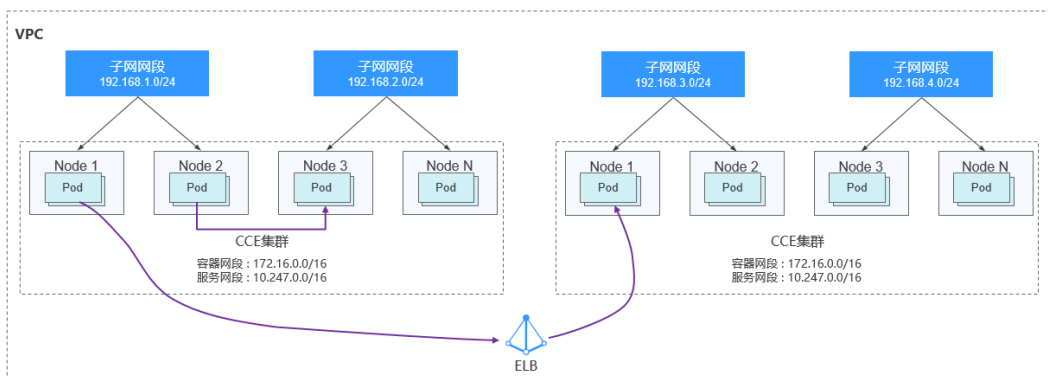 VPC
子网网段
192.168.1.0/24
子网网段
192.168.2.0/24
子网网段
192.168.3.0/24
子网网段
192.168.4.0/24
Node 1
Pod
Node 2
Pod
Node 3
Pod
Node N
Pod
CCE集群
容器网段 : 172.16.0.0/16
服务网段 : 10.247.0.0/16
Node 1
Pod
Node 2
Pod
Node 3
Pod
Node N
Pod
CCE集群
容器网段 : 172.16.0.0/16
服务网段 : 10.247.0.0/16
ELB